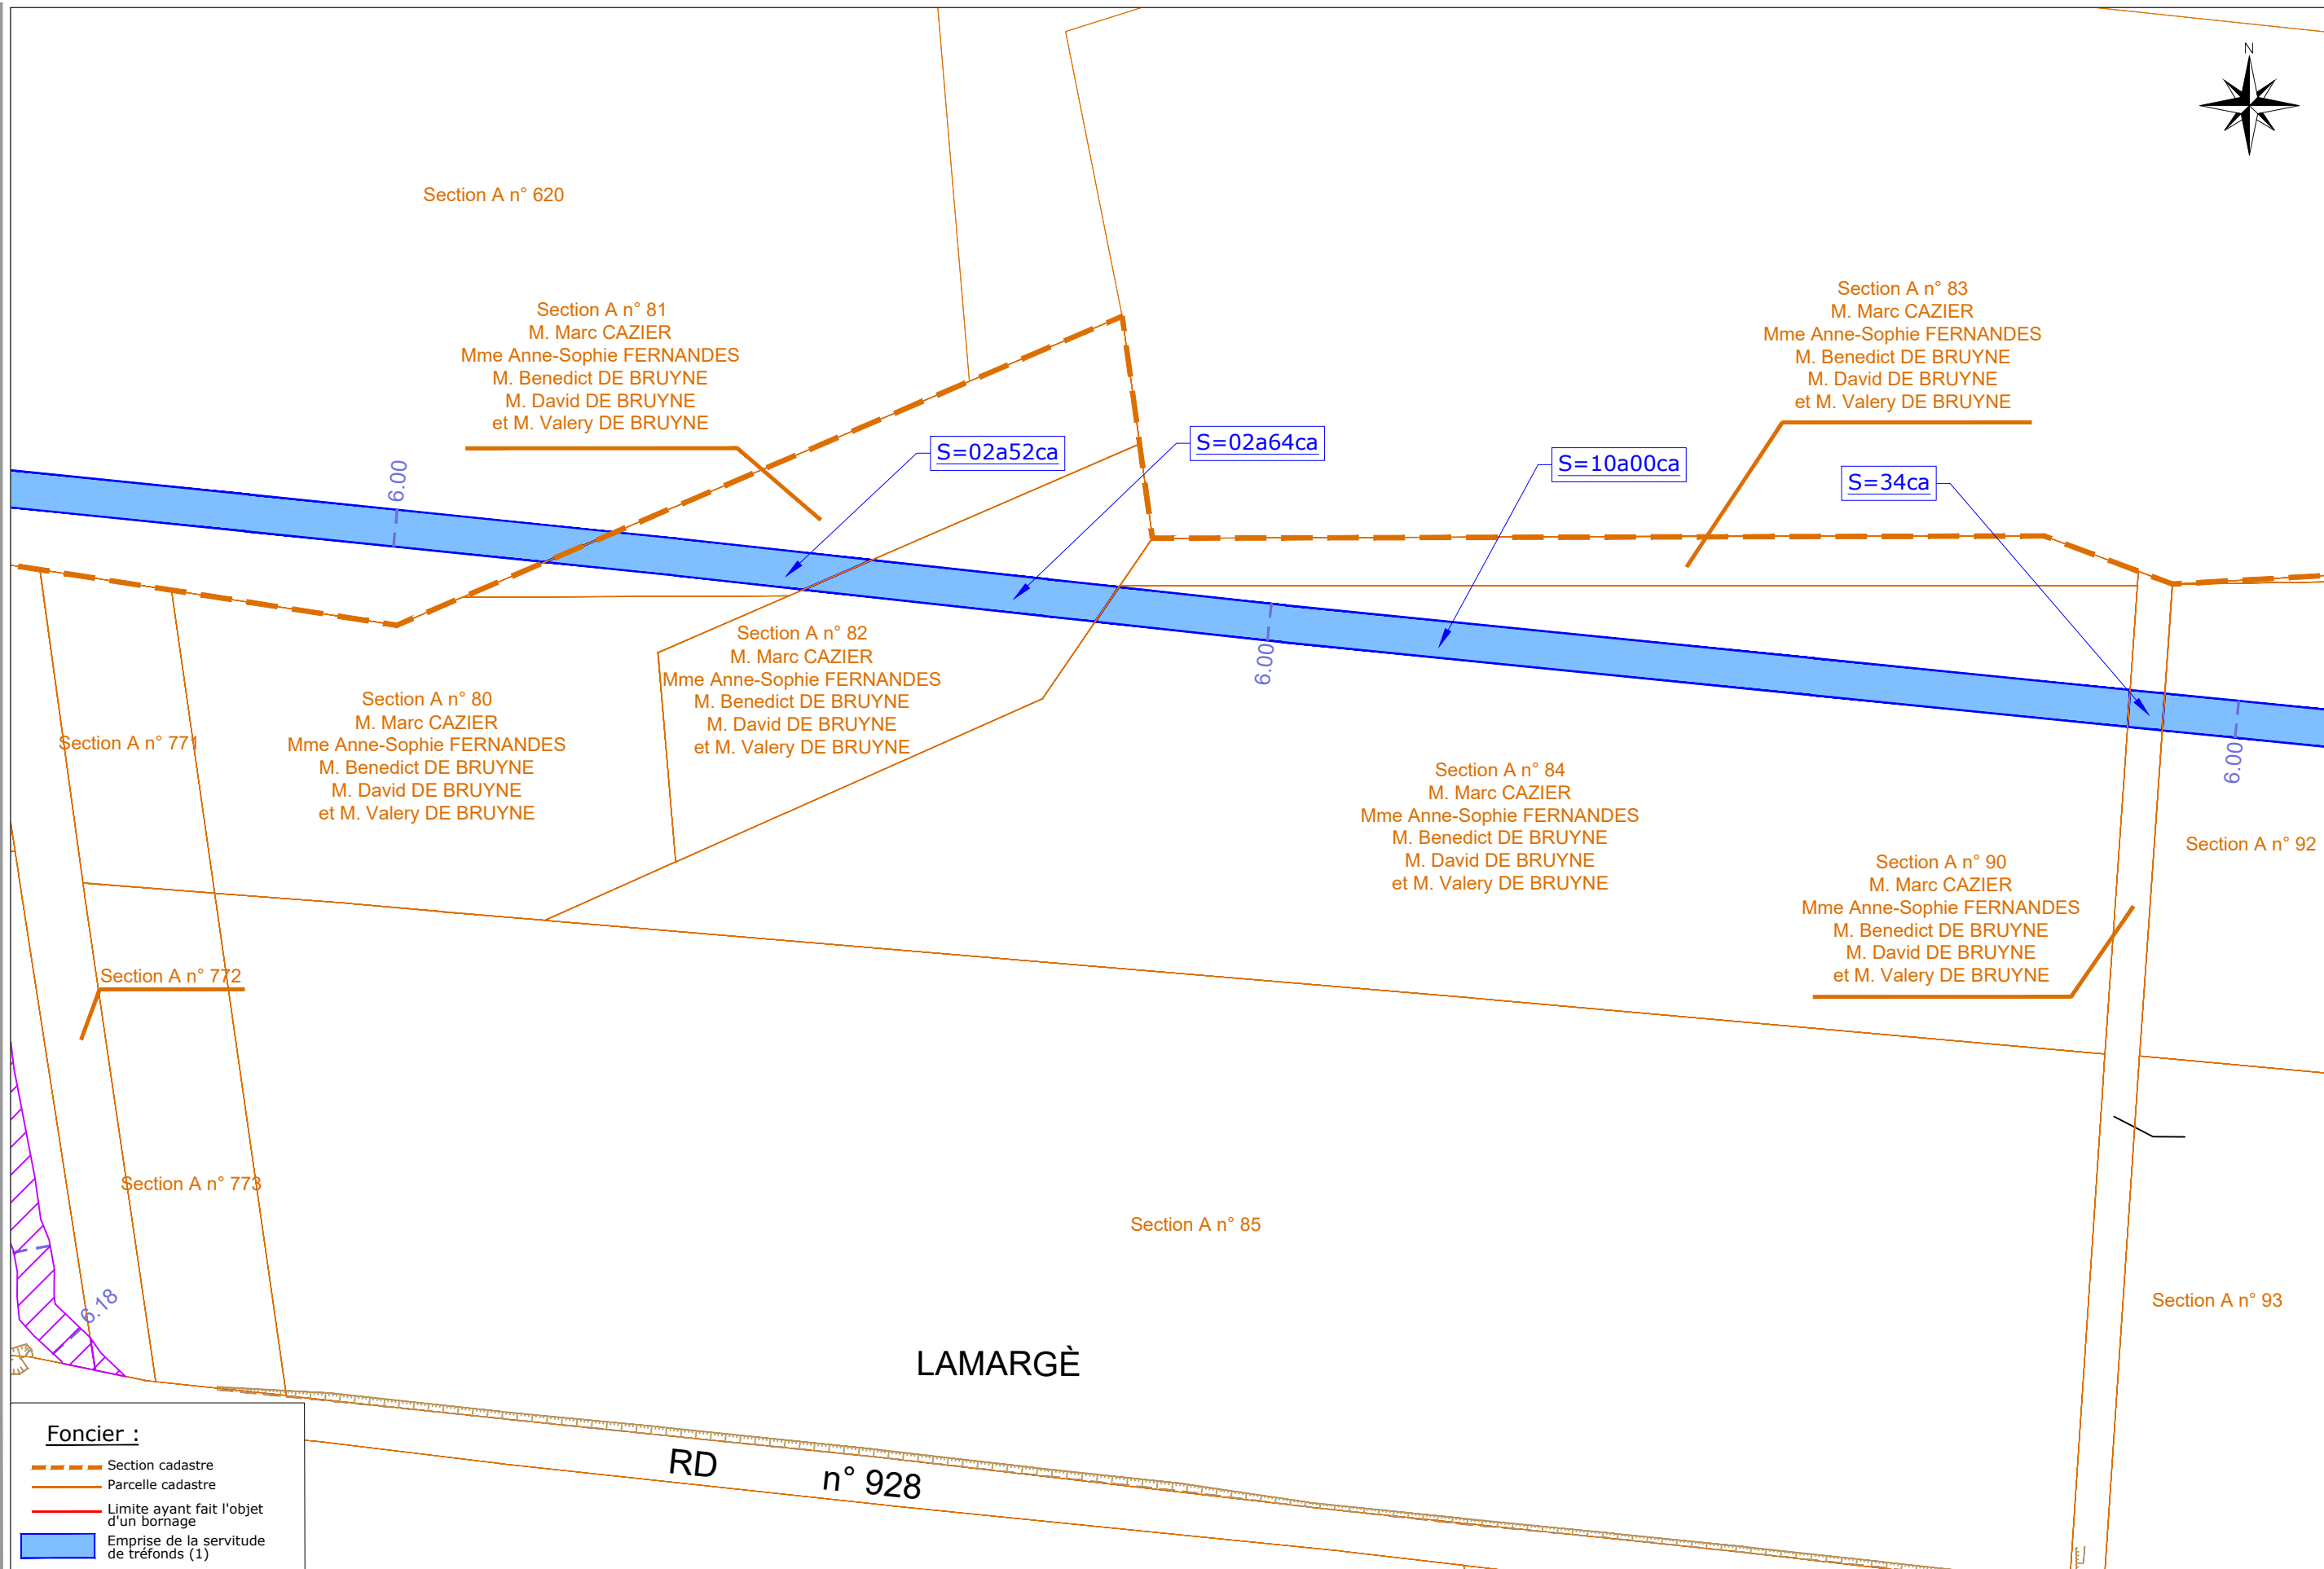 N
Section A n° 620
Section A n° 81
M. Marc CAZIER
Mme Anne-Sophie FERNANDES
M. Benedict DE BRUYNE
M. David DE BRUYNE
et M. Valery DE BRUYNE
Section A n° 83
M. Marc CAZIER
Mme Anne-Sophie FERNANDES
M. Benedict DE BRUYNE
M. David DE BRUYNE
et M. Valery DE BRUYNE
S=02a52ca
S=02a64ca
S=10a00ca
S=34ca
6.00
6.00
6.00
Section A n° 82
M. Marc CAZIER
Mme Anne-Sophie FERNANDES
M. Benedict DE BRUYNE
M. David DE BRUYNE
et M. Valery DE BRUYNE
Section A n° 80
M. Marc CAZIER
Mme Anne-Sophie FERNANDES
M. Benedict DE BRUYNE
M. David DE BRUYNE
et M. Valery DE BRUYNE
Section A n° 771
Section A n° 84
M. Marc CAZIER
Mme Anne-Sophie FERNANDES
M. Benedict DE BRUYNE
M. David DE BRUYNE
et M. Valery DE BRUYNE
Section A n° 92
Section A n° 90
M. Marc CAZIER
Mme Anne-Sophie FERNANDES
M. Benedict DE BRUYNE
M. David DE BRUYNE
et M. Valery DE BRUYNE
Section A n° 772
Section A n° 773
Section A n° 85
Section A n° 93
6.18
LAMARGÈ
RD n° 928
Foncier :
Section cadastre
Parcelle cadastre
Limite ayant fait l'objet
d'un bornage
Emprise de la servitude
de tréfonds (1)